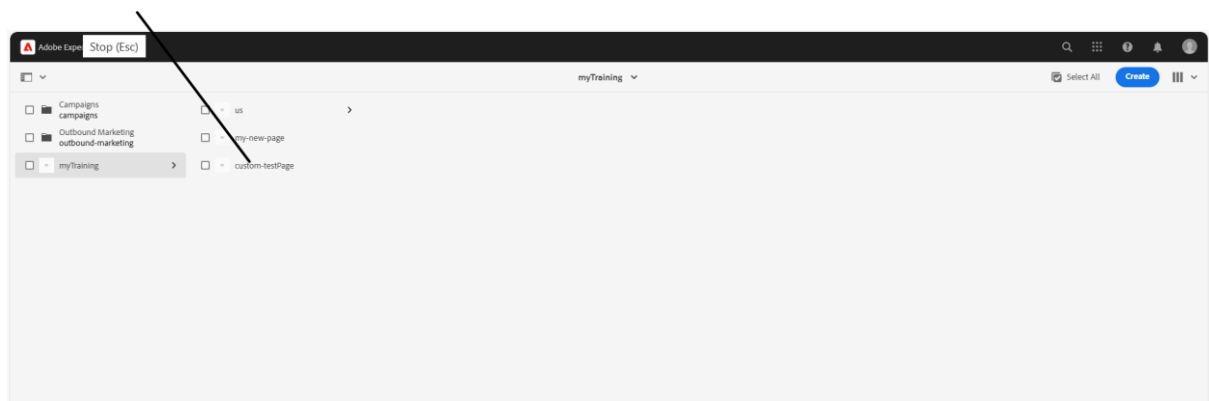 Adobe Expe
Stop (Esc)
myTraining
Select All
Create
Campaigns
campaigns
us
Outbound Marketing
outbound-marketing
my-new-page
myTraining
custom-testPage